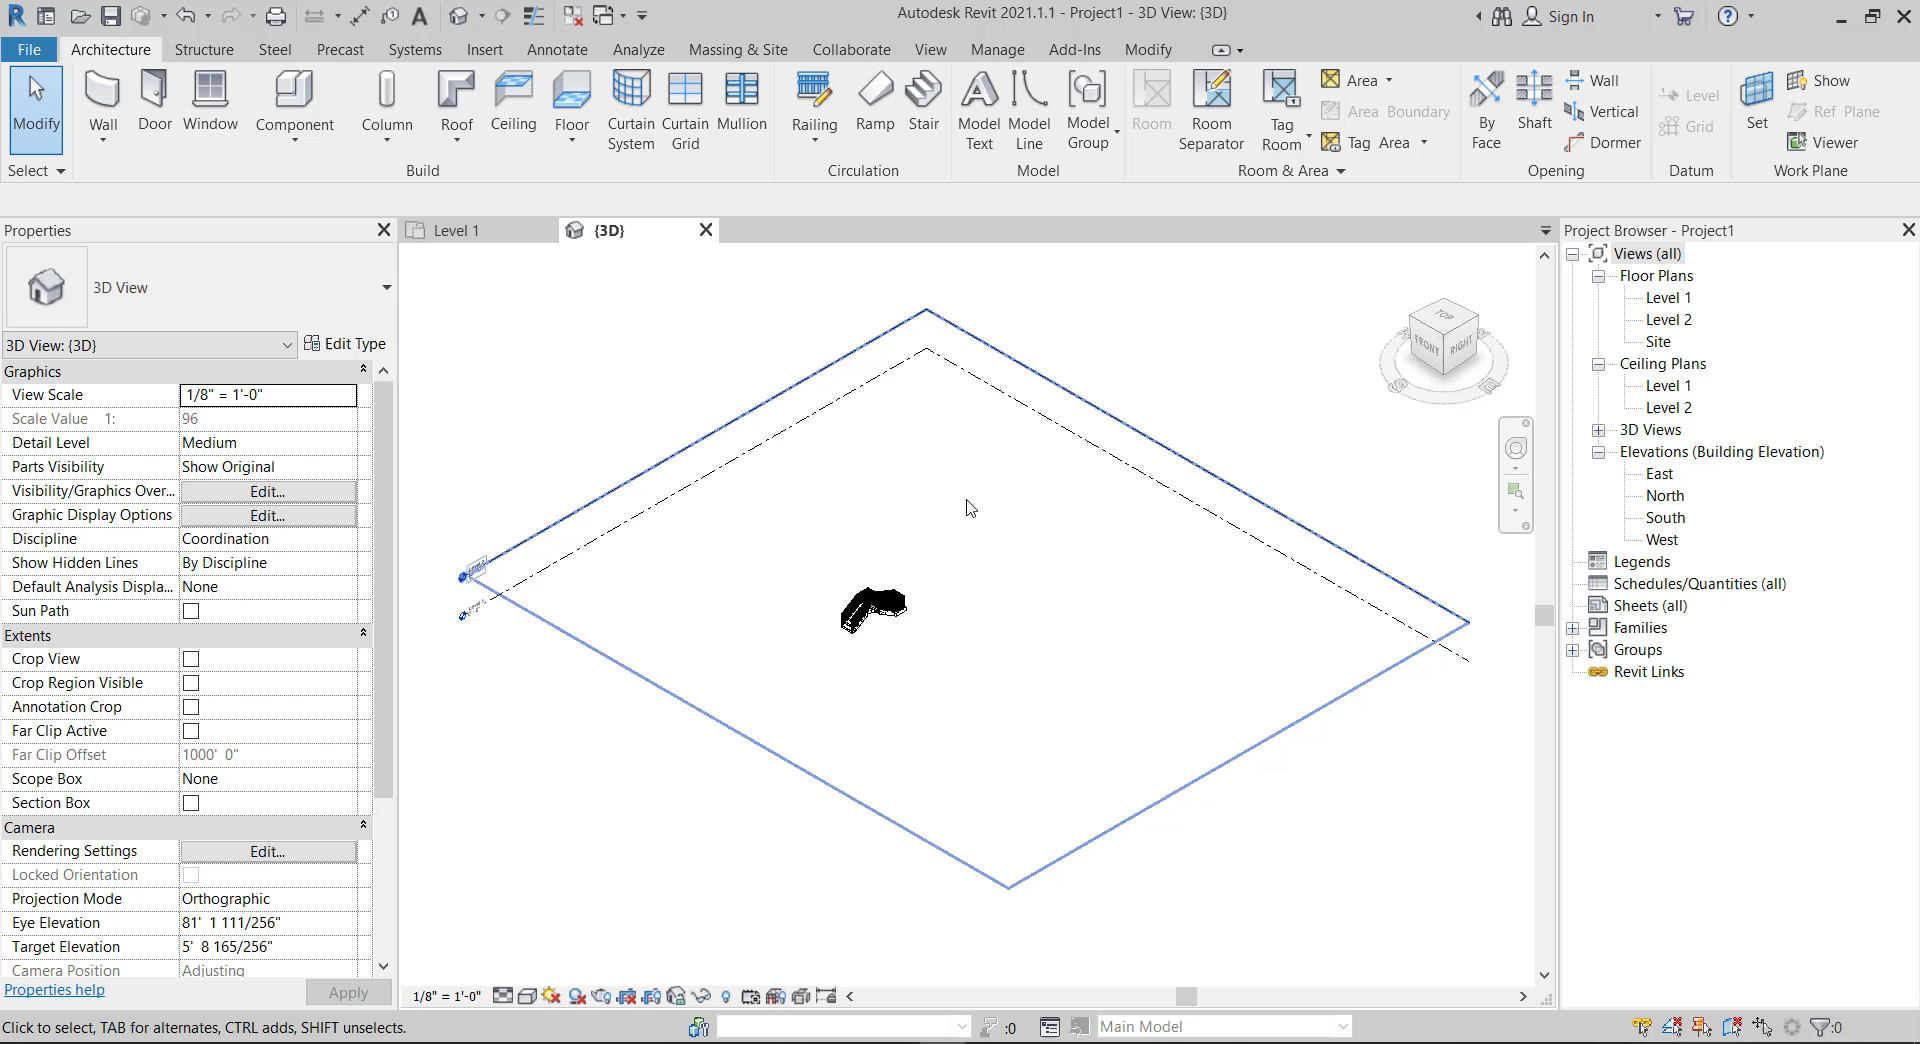 Autodesk Revit 2021.1.1 - Project1 - 3D View: {3D}
Sign In
File Architecture Structure Steel Precast Systems Insert Annotate Analyze Massing & Site Collaborate View Manage Add-Ins Modify
Modify
Select
Wall Door Window Component Column Roof Ceiling Floor Curtain System Curtain Grid Mullion
Build
Railing Ramp Stair
Circulation
Model Text Model Line Model Group
Model
Room Room Separator Tag Room
Area
Area Boundary
Tag Area
Room & Area
By Face Shaft
Wall
Vertical
Dormer
Opening
Level
Grid
Datum
Set
Show
Ref Plane
Viewer
Work Plane
Properties
3D View
3D View: {3D} Edit Type
Graphics
View Scale 1/8" = 1'-0"
Scale Value 1: 96
Detail Level Medium
Parts Visibility Show Original
Visibility/Graphics Over... Edit...
Graphic Display Options Edit...
Discipline Coordination
Show Hidden Lines By Discipline
Default Analysis Displa... None
Sun Path
Extents
Crop View
Crop Region Visible
Annotation Crop
Far Clip Active
Far Clip Offset 1000' 0"
Scope Box None
Section Box
Camera
Rendering Settings Edit...
Locked Orientation
Projection Mode Orthographic
Eye Elevation 81' 1 111/256"
Target Elevation 5' 8 165/256"
Camera Position Adjusting
Properties help Apply
Level 1 {3D}
TOP
FRONT RIGHT
S E
1/8" = 1'-0"
Project Browser - Project1
Views (all)
Floor Plans
Level 1
Level 2
Site
Ceiling Plans
Level 1
Level 2
3D Views
Elevations (Building Elevation)
East
North
South
West
Legends
Schedules/Quantities (all)
Sheets (all)
Families
Groups
Revit Links
Click to select, TAB for alternates, CTRL adds, SHIFT unselects.
:0
Main Model
:0